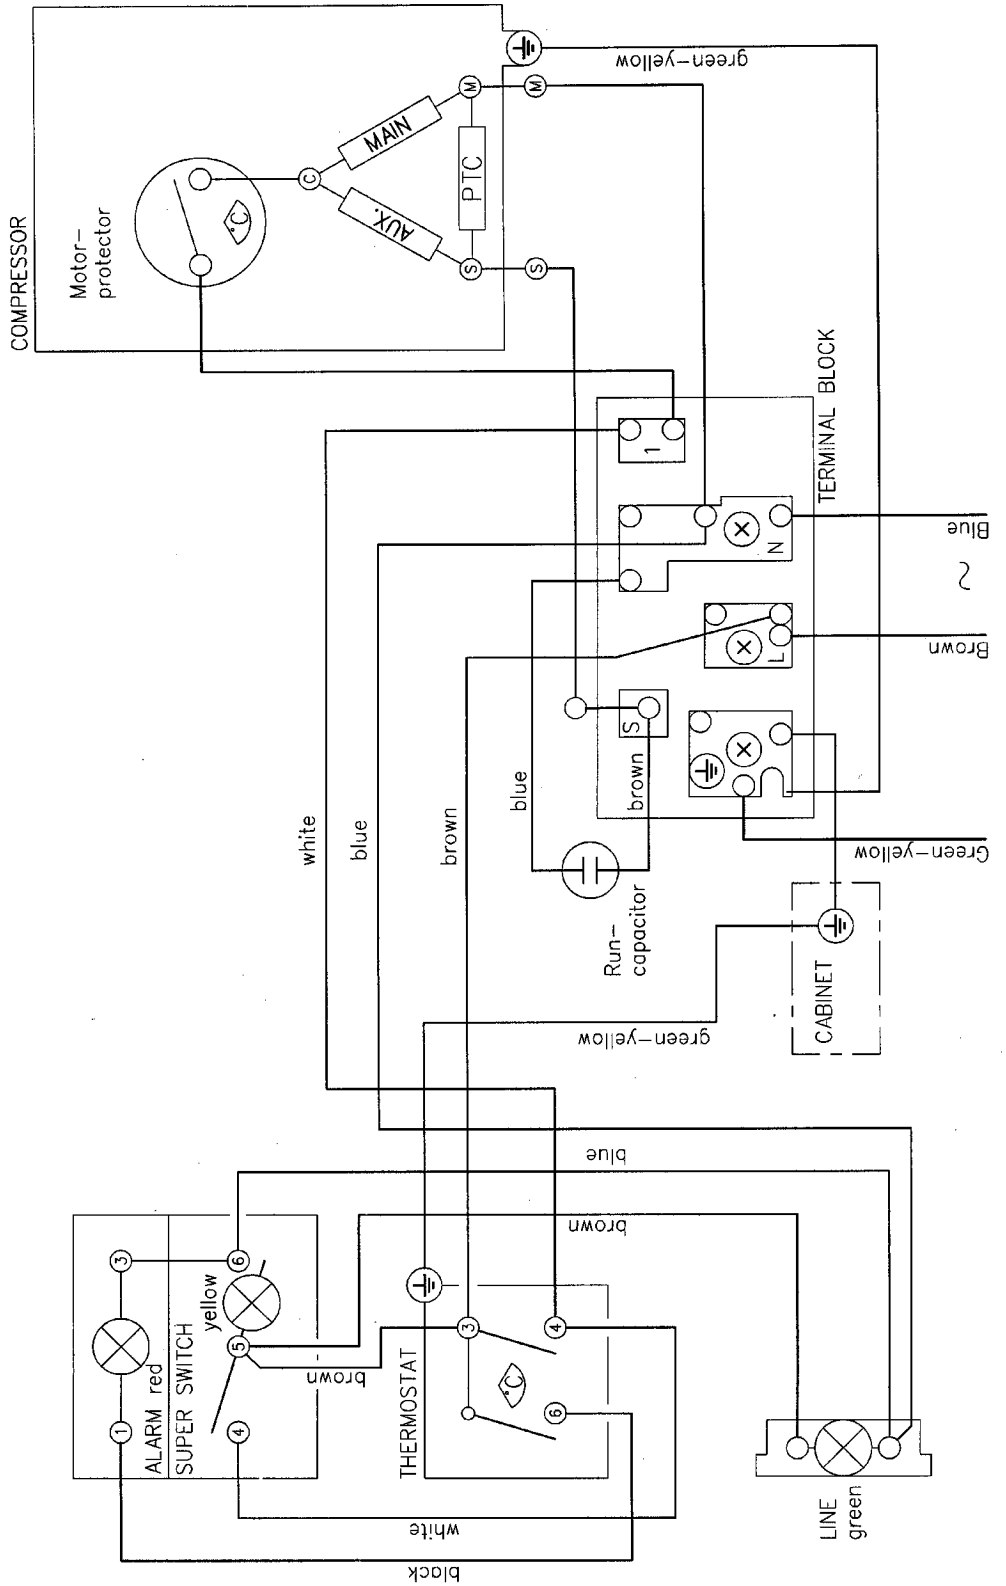 COMPRESSOR
Motor-
protector
°C
C
MAIN
AUX.
PTC
M
M
S
S
green-yellow
1
TERMINAL BLOCK
N
L
S
Blue
~
Brown
Green-yellow
white
blue
brown
blue
brown
Run-
capacitor
green-yellow
CABINET
blue
brown
3
6
yellow
5
1
4
ALARM red
SUPER SWITCH
brown
THERMOSTAT
3
4
°C
6
white
black
LINE
green